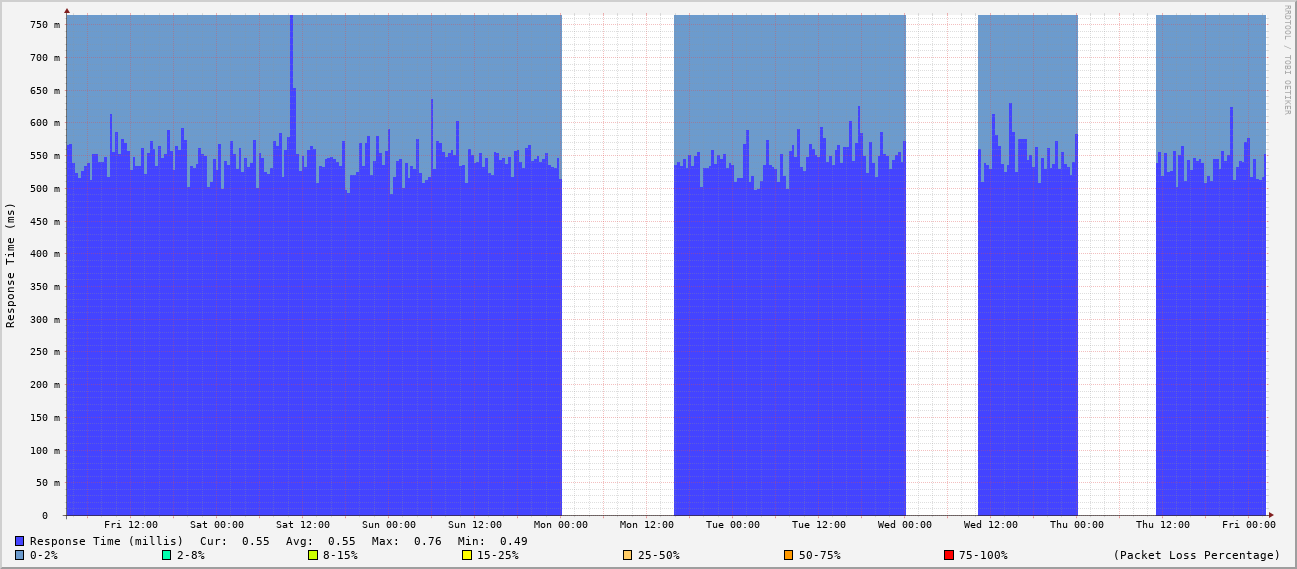 750 m
700 m
650 m
600 m
550 m
500 m
450 m
400 m
350 m
300 m
250 m
200 m
150 m
100 m
50 m
0
Response Time (ms)
RRDTOOL / TOBI OETIKER
Fri 12:00 Sat 00:00 Sat 12:00 Sun 00:00 Sun 12:00 Mon 00:00 Mon 12:00 Tue 00:00 Tue 12:00 Wed 00:00 Wed 12:00 Thu 00:00 Thu 12:00 Fri 00:00
Response Time (millis) Cur: 0.55 Avg: 0.55 Max: 0.76 Min: 0.49
0-2% 2-8% 8-15% 15-25% 25-50% 50-75% 75-100% (Packet Loss Percentage)